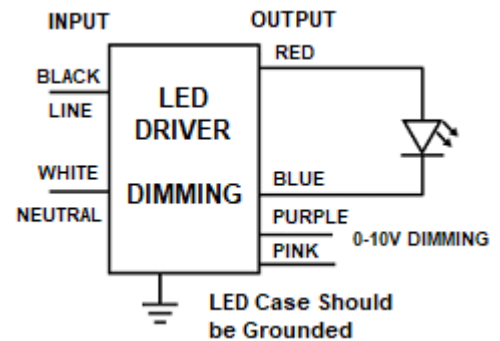 INPUT
OUTPUT
RED
BLACK
LINE
LED
DRIVER
DIMMING
WHITE
NEUTRAL
BLUE
PURPLE
0-10V DIMMING
PINK
LED Case Should
be Grounded